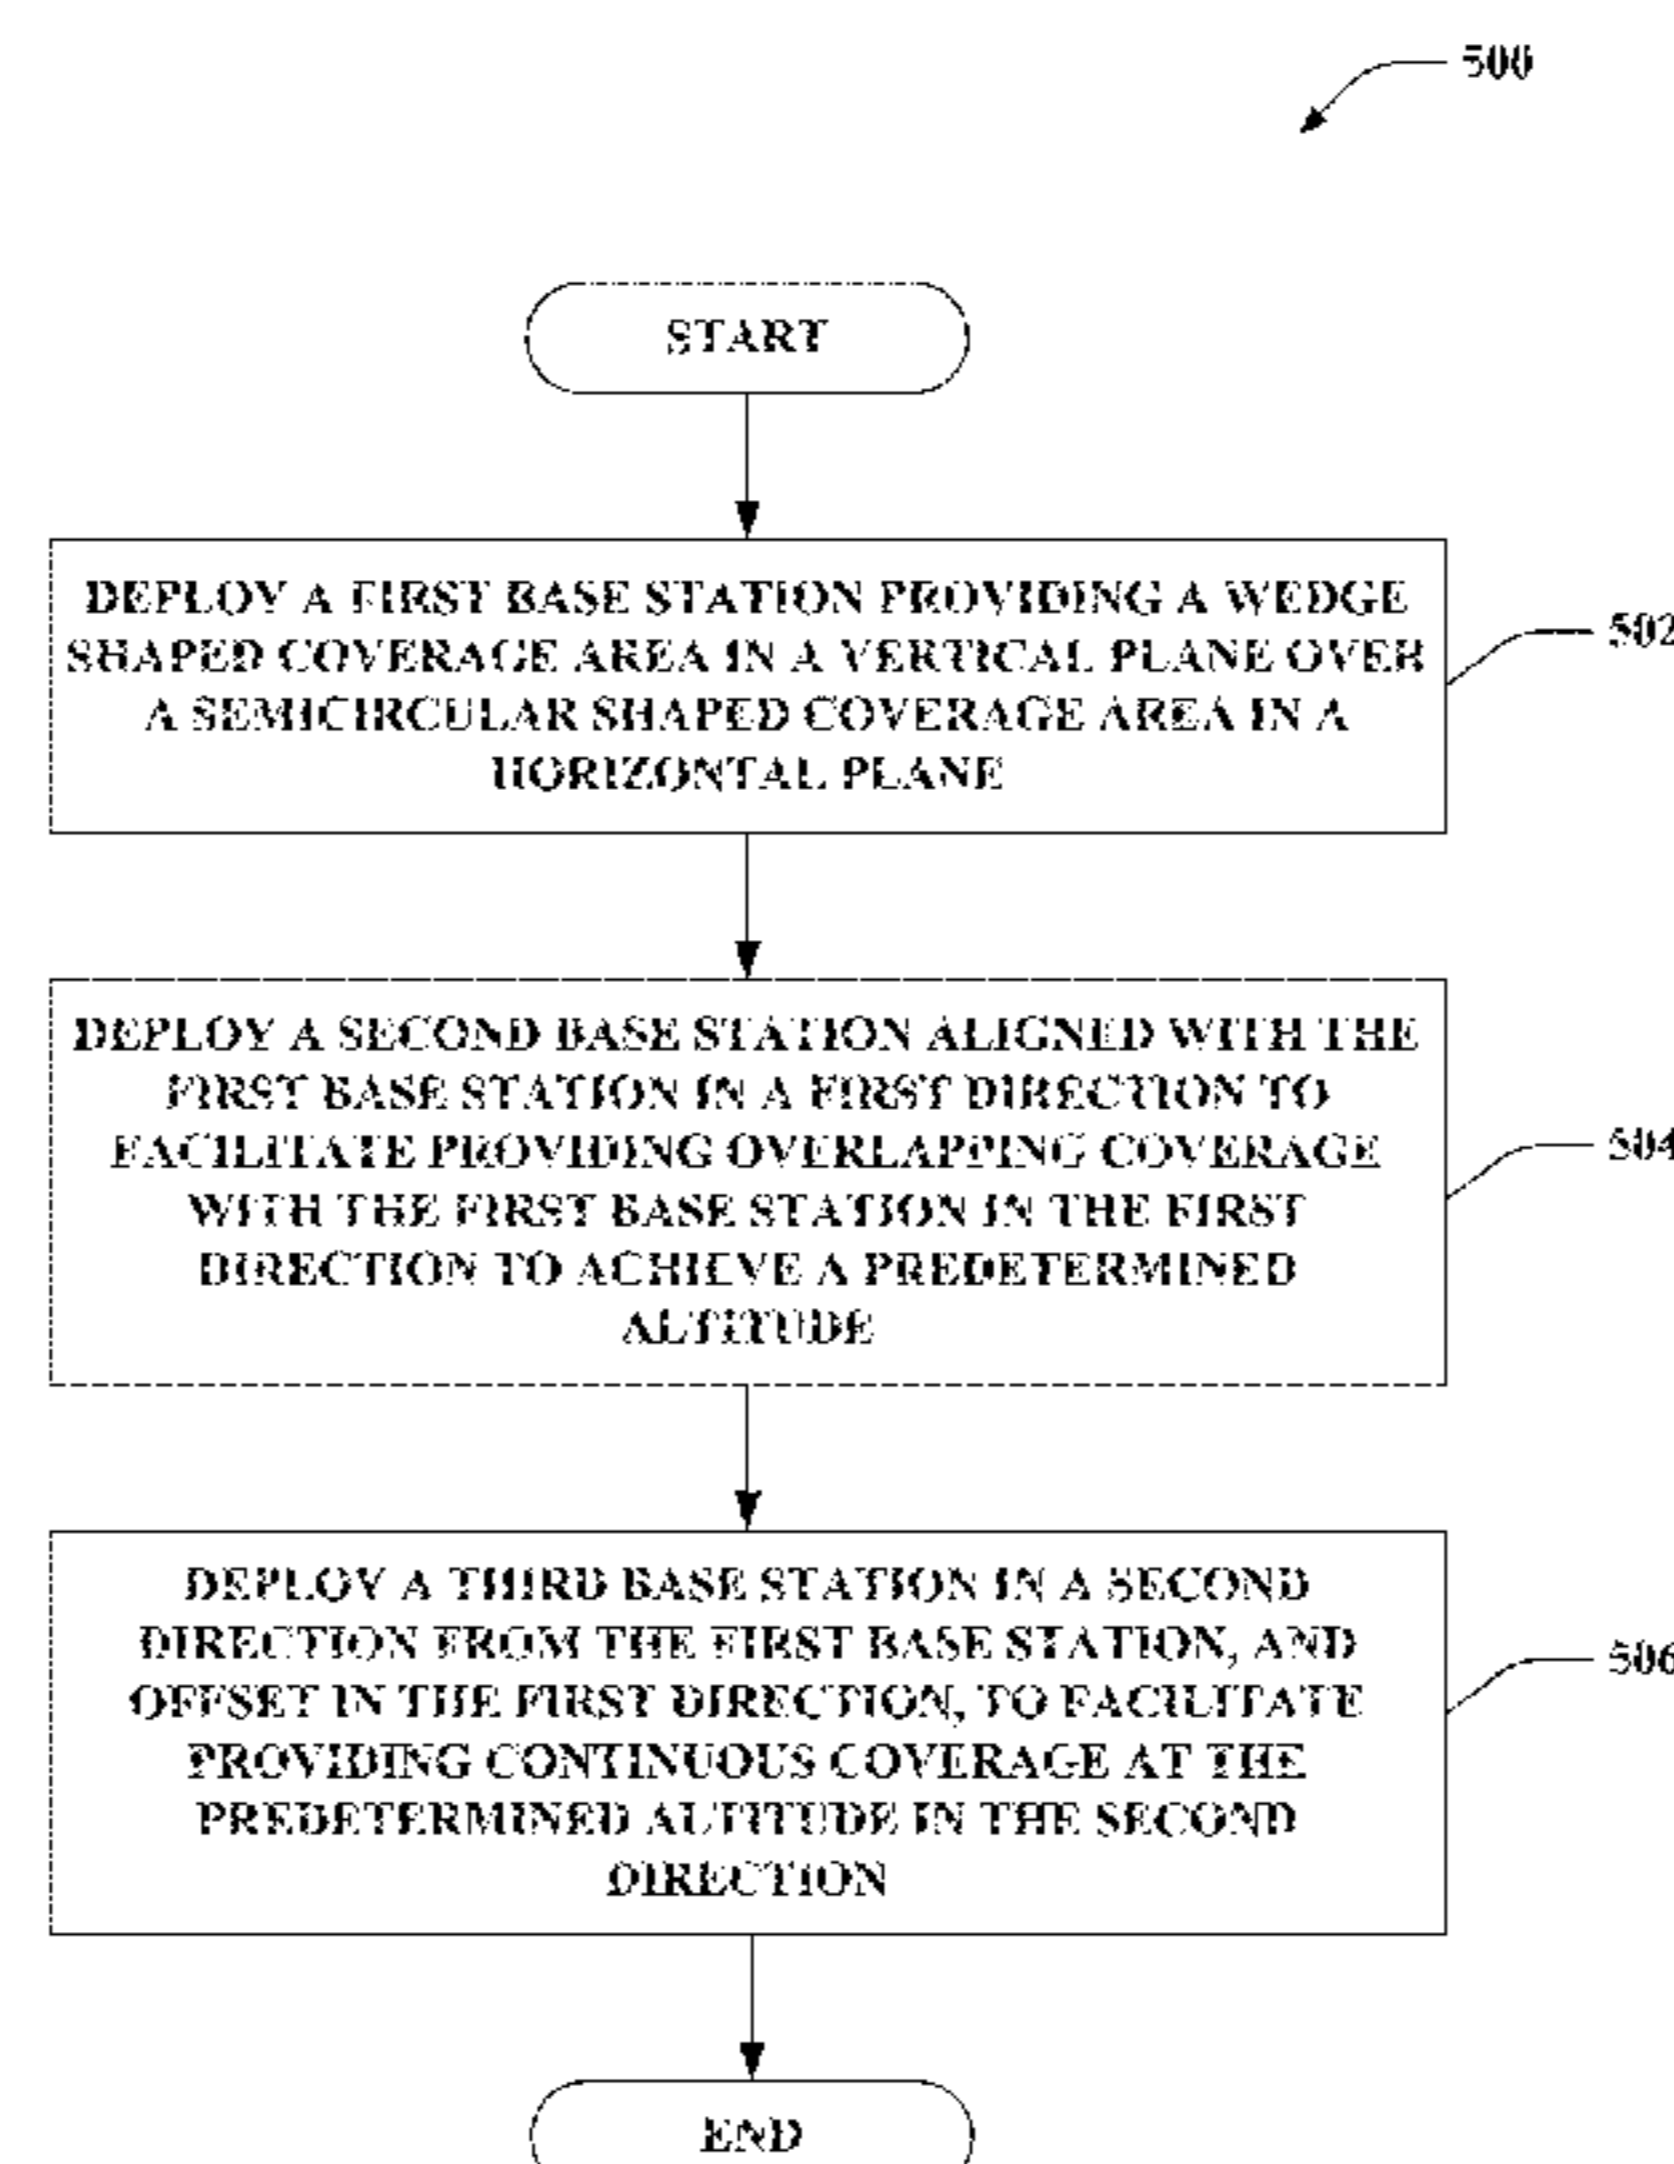 500
START
DEPLOY A FIRST BASE STATION PROVIDING A WEDGE
SHAPED COVERAGE AREA IN A VERTICAL PLANE OVER
A SEMICIRCULAR SHAPED COVERAGE AREA IN A
HORIZONTAL PLANE
502
DEPLOY A SECOND BASE STATION ALIGNED WITH THE
FIRST BASE STATION IN A FIRST DIRECTION TO
FACILITATE PROVIDING OVERLAPPING COVERAGE
WITH THE FIRST BASE STATION IN THE FIRST
DIRECTION TO ACHIEVE A PREDETERMINED
ALTITUDE
504
DEPLOY A THIRD BASE STATION IN A SECOND
DIRECTION FROM THE FIRST BASE STATION, AND
OFFSET IN THE FIRST DIRECTION, TO FACILITATE
PROVIDING CONTINUOUS COVERAGE AT THE
PREDETERMINED ALTITUDE IN THE SECOND
DIRECTION
506
END